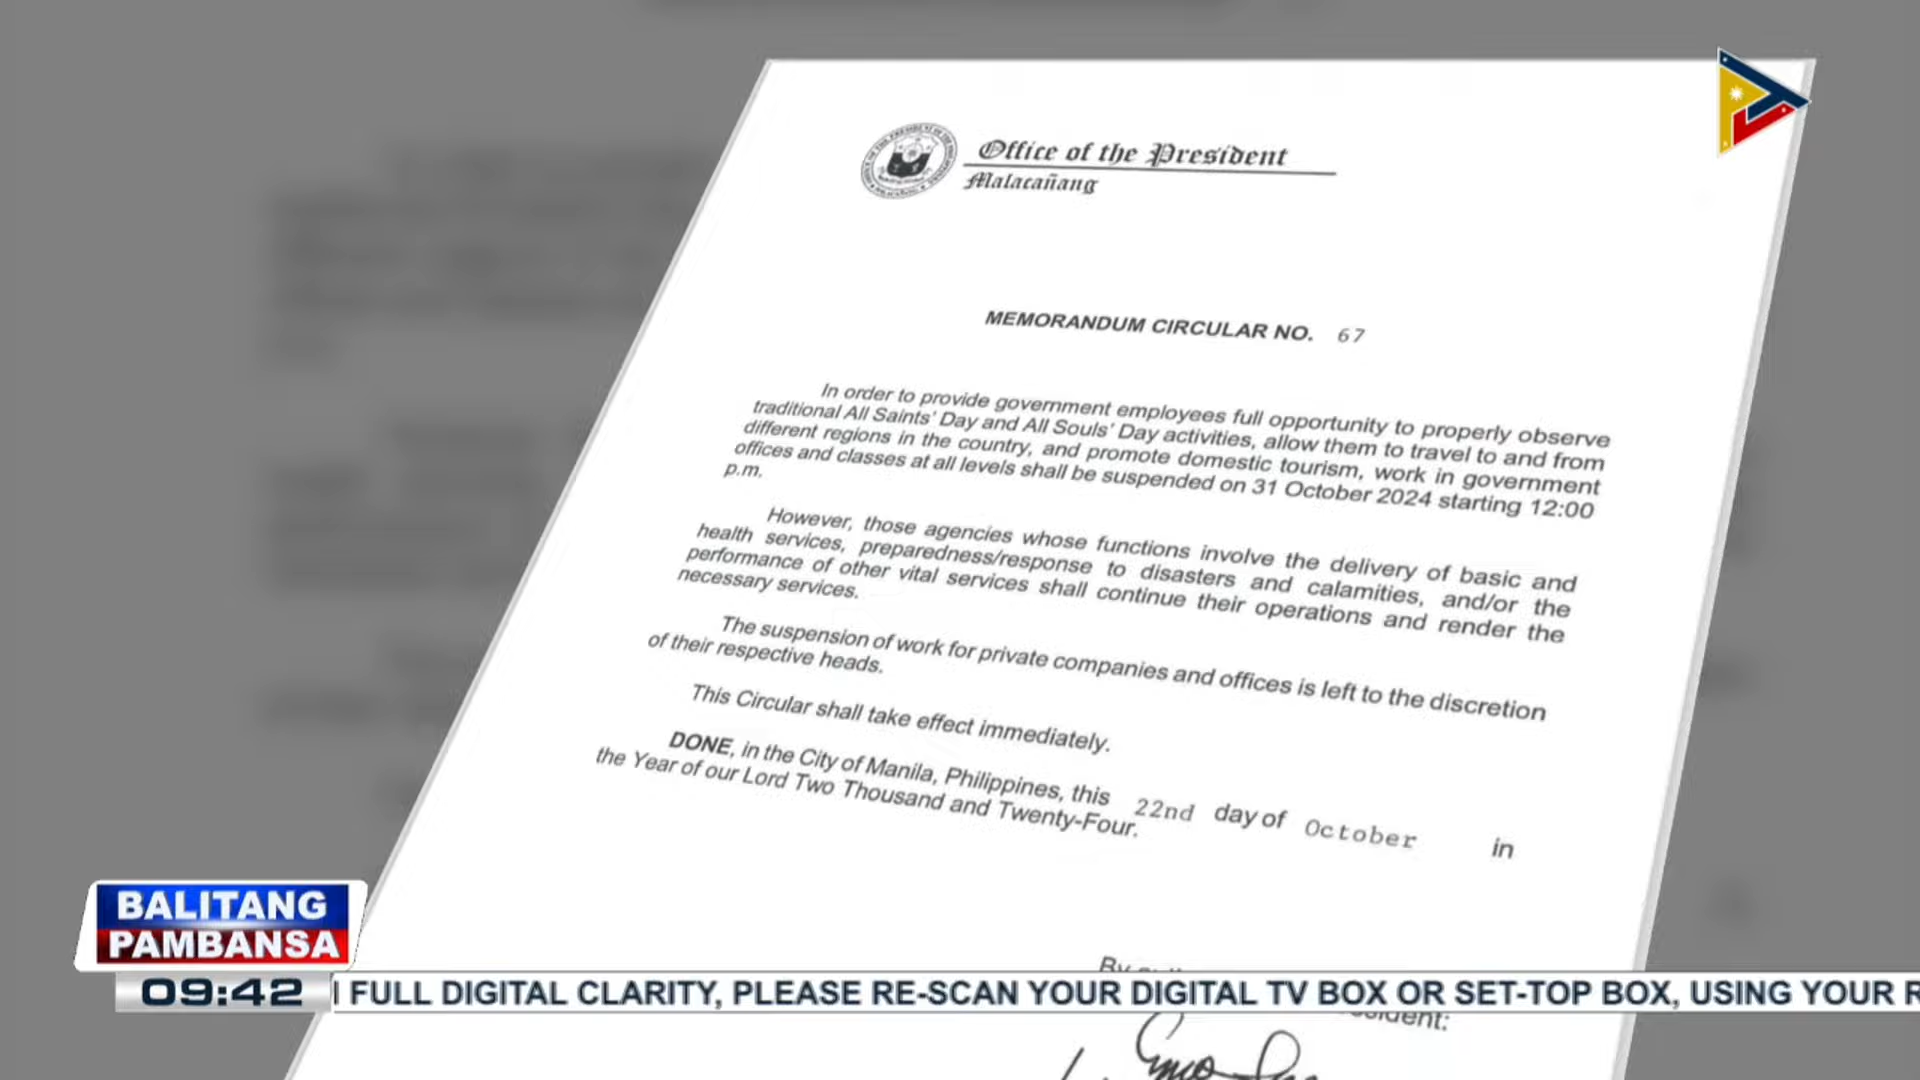 Office of the President
Malacañang
MEMORANDUM CIRCULAR NO. 67
In order to provide government employees full opportunity to properly observe
traditional All Saints' Day and All Souls' Day activities, allow them to travel to and from
different regions in the country, and promote domestic tourism, work in government
offices and classes at all levels shall be suspended on 31 October 2024 starting 12:00
p.m.
However, those agencies whose functions involve the delivery of basic and
health services, preparedness/response to disasters and calamities, and/or the
performance of other vital services shall continue their operations and render the
necessary services.
The suspension of work for private companies and offices is left to the discretion
of their respective heads.
This Circular shall take effect immediately.
DONE, in the City of Manila, Philippines, this 22nd day of October in
the Year of our Lord Two Thousand and Twenty-Four.
By
BALITANG
PAMBANSA
09:42
FULL DIGITAL CLARITY, PLEASE RE-SCAN YOUR DIGITAL TV BOX OR SET-TOP BOX, USING YOUR R